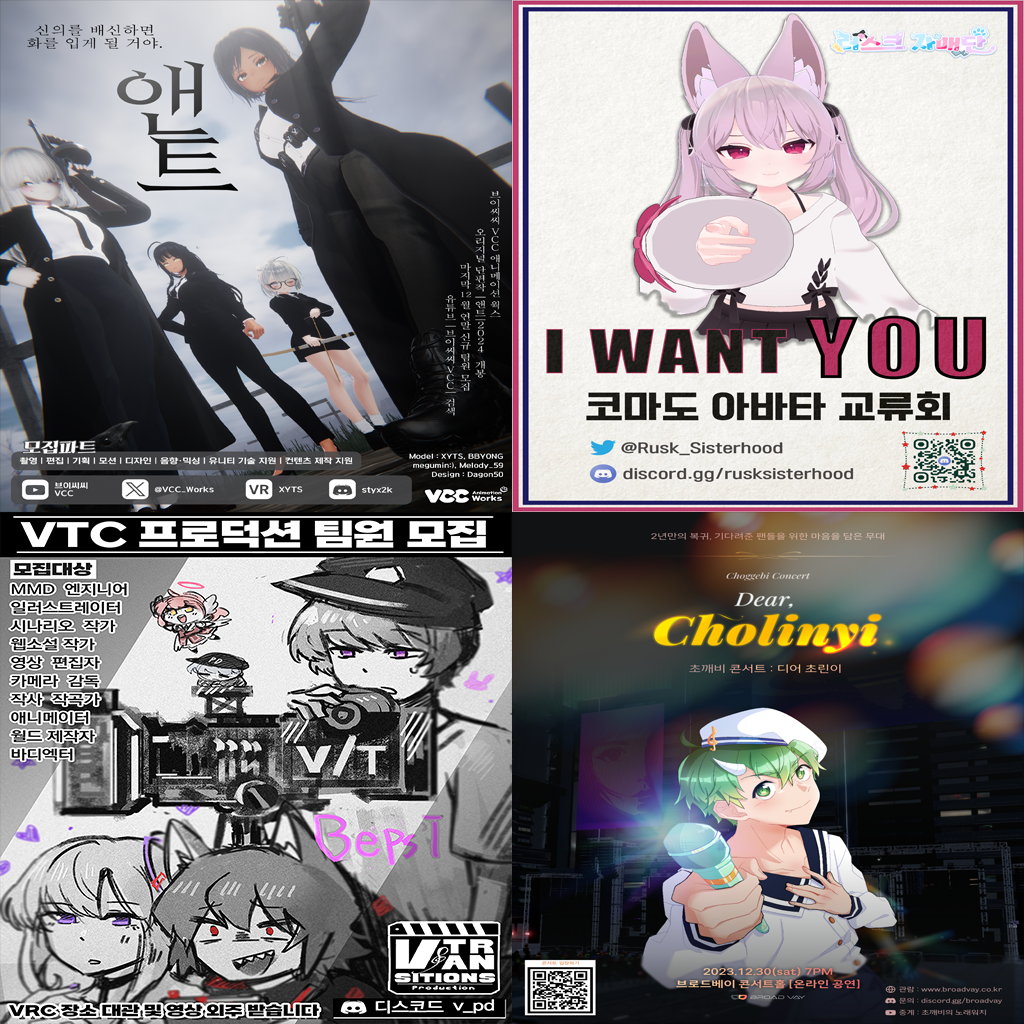 신의를 배신하면
화를 입게 될 거야.
앤트
브이씨씨 VCC 애니메이션 웍스
오리지널 단편작 |앤트| 2024 개봉
마지막 12월 연말 신규 팀원 모집
유튜브 | 브이씨씨 VCC | 검색
모집파트
촬영 | 편집 | 기획 | 모션 | 디자인 | 음향·믹싱 | 유니티 기술 지원 | 컨텐츠 제작 지원
Model : XYTS, BBYONG
megumin:), Melody_59
Design : Dagon50
브이씨씨
VCC
@VCC_Works
VR XYTS
styx2k
VCC Animation Works
러스크 자매단
I WANT YOU
코마도 아바타 교류회
@Rusk_Sisterhood
discord.gg/rusksisterhood
VTC 프로덕션 팀원 모집
모집대상
MMD 엔지니어
일러스트레이터
시나리오 작가
웹소설 작가
영상 편집자
카메라 감독
작사 작곡가
애니메이터
월드 제작자
바디엑터
PD
V/T
BepsI
V&TRAN
SITIONS
Production
VRC 장소 대관 및 영상 외주 받습니다
디스코드 v_pd
2년만의 복귀, 기다려준 팬들을 위한 마음을 담은 무대
Choggebi Concert
Dear,
Cholinyi
초깨비 콘서트 : 디어 초린이
2023.12.30(sat) 7PM
브로드베이 콘서트홀 [온라인 공연]
BROAD VAY
관람 : www.broadvay.co.kr
문의 : discord.gg/broadvay
중계 : 초깨비의 노래워치